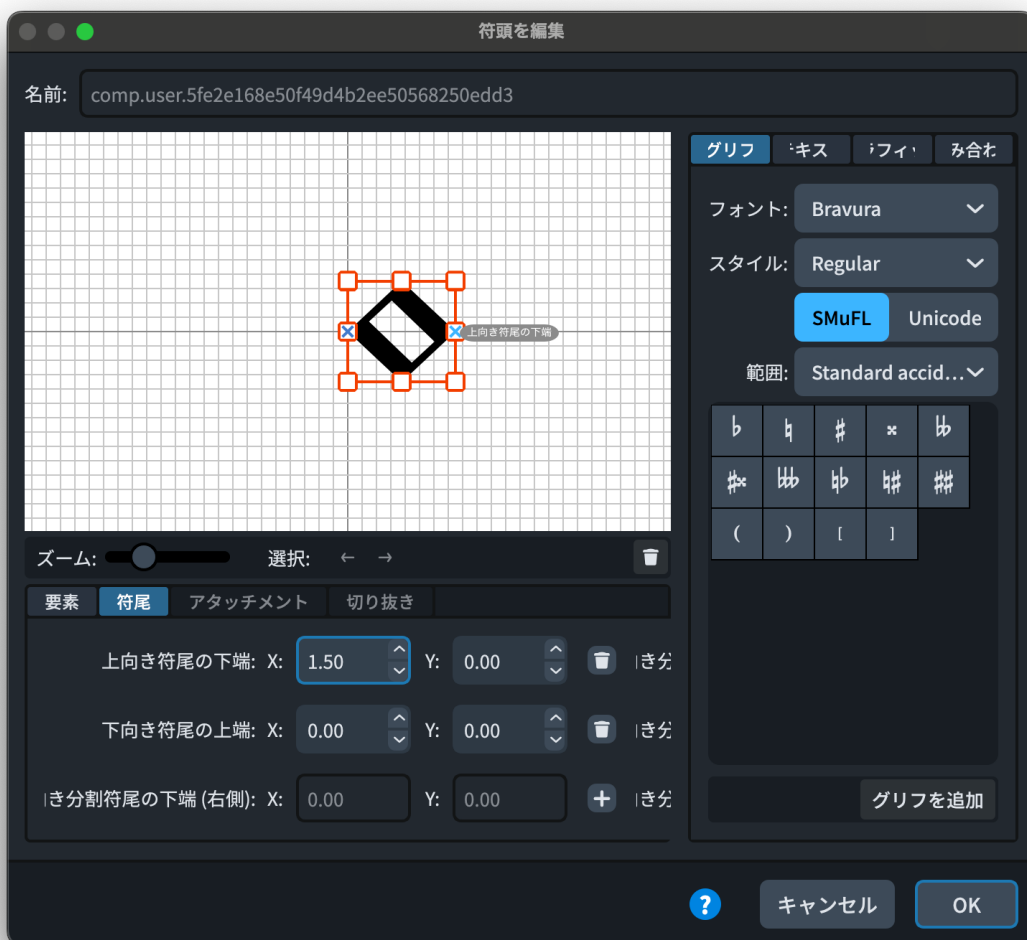 符頭を編集
名前: comp.user.5fe2e168e50f49d4b2ee50568250edd3
グリフ
フォント: Bravura
スタイル: Regular
SMuFL Unicode
範囲: Standard accid...
上向き符尾の下端
ズーム: 選択: ← →
要素 符尾 アタッチメント 切り抜き
上向き符尾の下端: X: 1.50 Y: 0.00
下向き符尾の上端: X: 0.00 Y: 0.00
き分割符尾の下端 (右側): X: 0.00 Y: 0.00
グリフを追加
? キャンセル OK